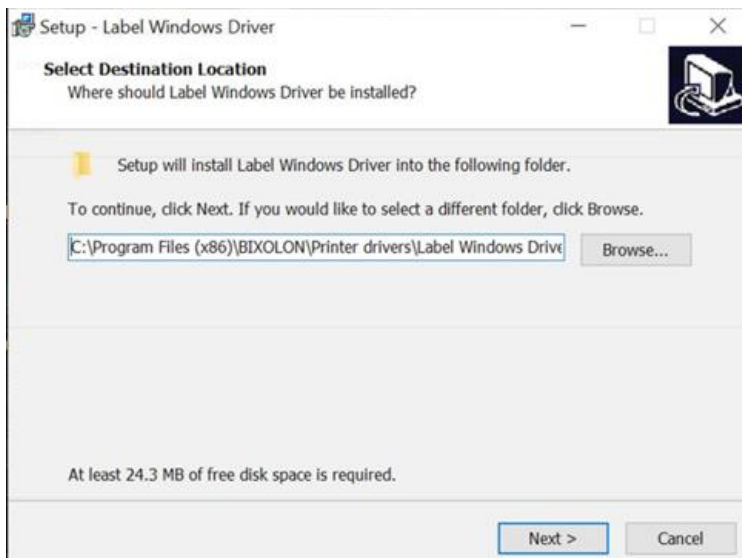 Setup - Label Windows Driver
Select Destination Location
Where should Label Windows Driver be installed?
Setup will install Label Windows Driver into the following folder.
To continue, click Next. If you would like to select a different folder, click Browse.
C:\Program Files (x86)\BIXOLON\Printer drivers\Label Windows Drive
Browse...
At least 24.3 MB of free disk space is required.
Next >
Cancel